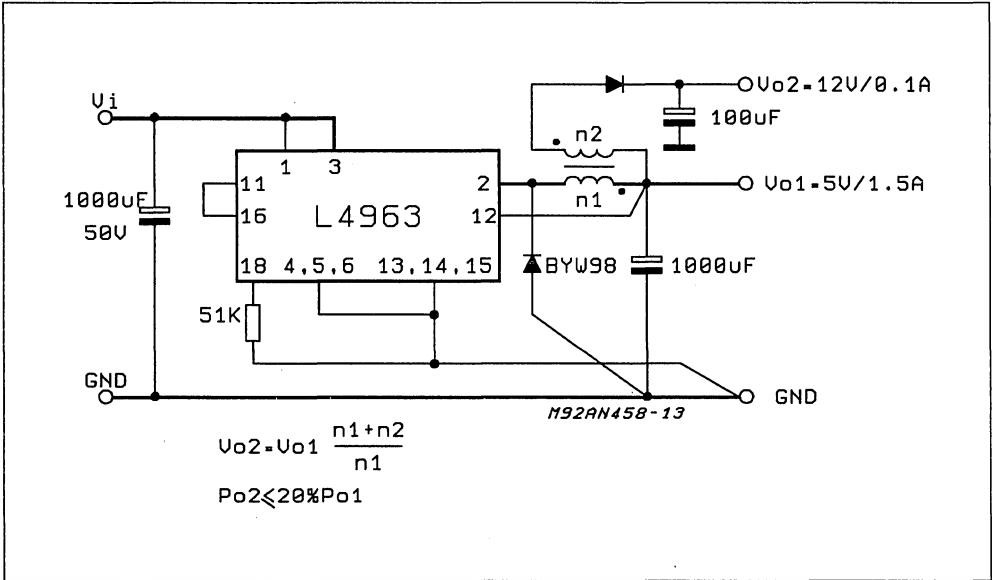 Vo2=12V/0.1A
100uF
Vi
n2
1 3
11
2
Vo1=5V/1.5A
1000uF
50V
16
L4963
12
n1
18 4,5,6 13,14,15
BYW98
1000uF
51K
GND
GND
M92AN458-13
Vo2=Vo1 n1+n2
n1
Po2≤20%Po1